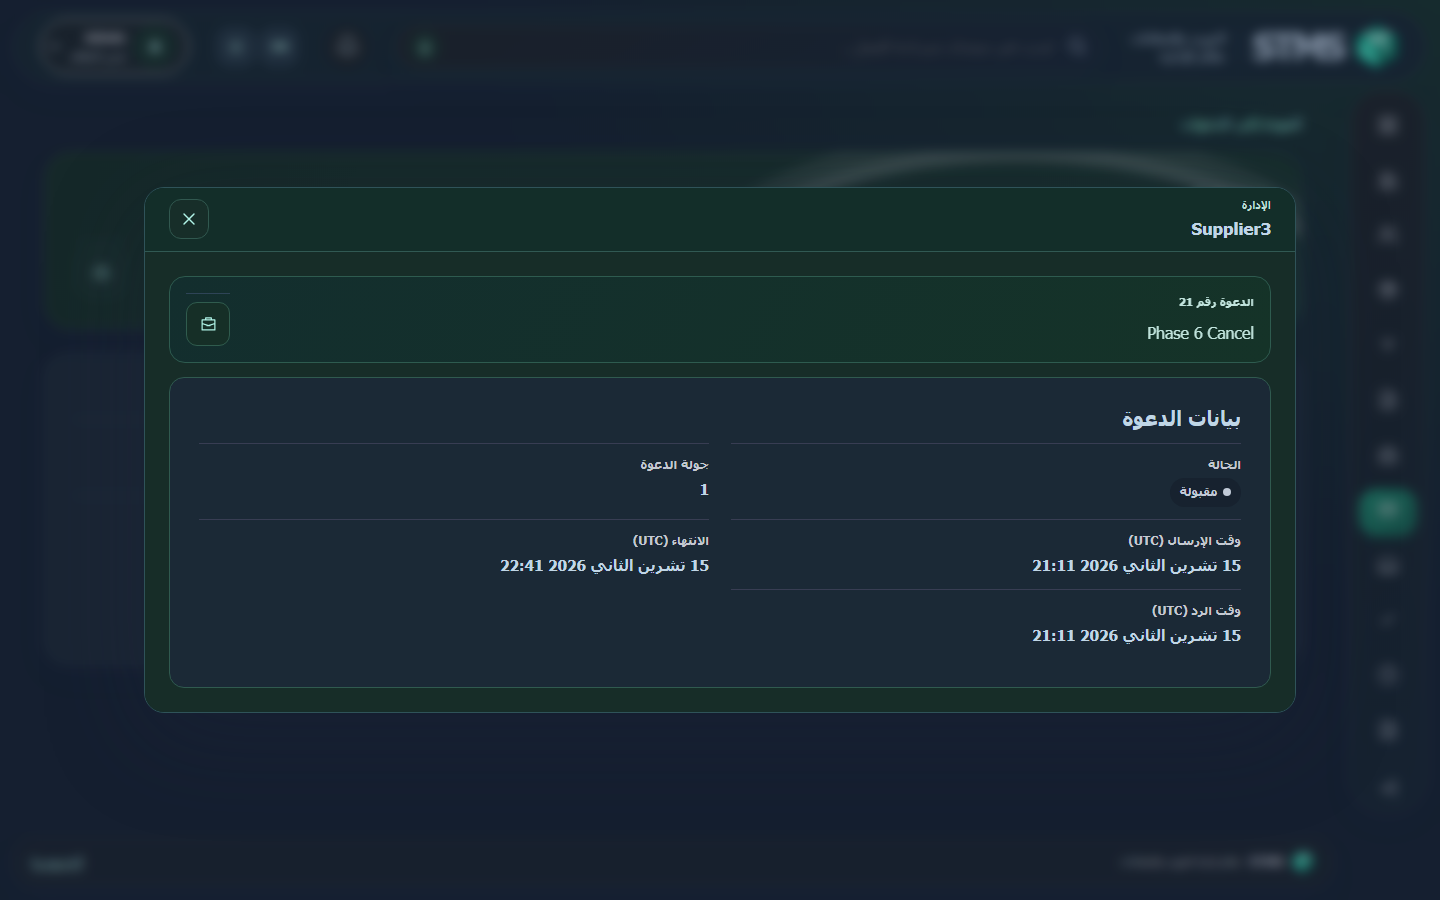 STMS
الإدارة
Supplier3
الدعوة رقم 21
Phase 6 Cancel
بيانات الدعوة
الحالة
مقبولة
جولة الدعوة
1
وقت الإرسال (UTC)
15 تشرين الثاني 2026 21:11
الانتهاء (UTC)
15 تشرين الثاني 2026 22:41
وقت الرد (UTC)
15 تشرين الثاني 2026 21:11